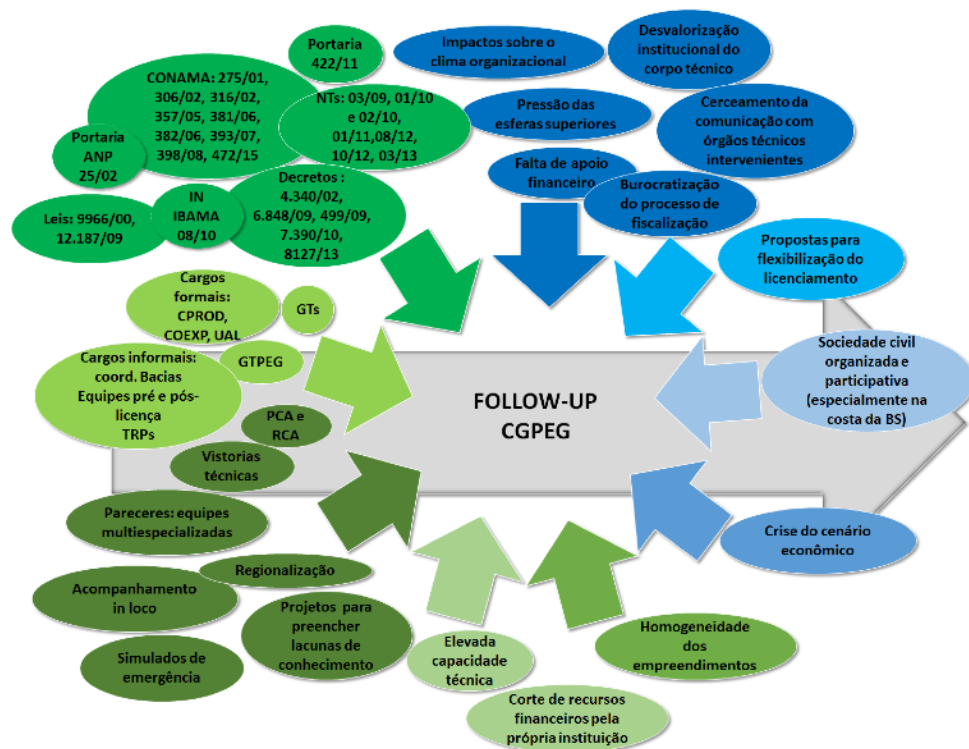 Portaria
422/11
CONAMA: 275/01,
306/02, 316/02,
357/05, 381/06,
382/06, 393/07,
398/08, 472/15
NTs: 03/09, 01/10
e 02/10,
01/11,08/12,
10/12, 03/13
Portaria
ANP
25/02
Leis: 9966/00,
12.187/09
IN
IBAMA
08/10
Decretos :
4.340/02,
6.848/09, 499/09,
7.390/10,
8127/13
Impactos sobre o
clima organizacional
Desvalorização
institucional do
corpo técnico
Pressão das
esferas superiores
Cerceamento da
comunicação com
órgãos técnicos
intervenientes
Falta de apoio
financeiro
Burocratização
do processo de
fiscalização
Propostas para
flexibilização do
licenciamento
Cargos
formais:
CPROD,
COEXP, UAL
GTs
GTPEG
Cargos informais:
coord. Bacias
Equipes pré e pós-
licença
TRPs
FOLLOW-UP
CGPEG
Sociedade civil
organizada e
participativa
(especialmente na
costa da BS)
PCA e
RCA
Vistorias
técnicas
Pareceres: equipes
multiespecializadas
Regionalização
Acompanhamento
in loco
Projetos para
preencher
lacunas de
conhecimento
Simulados de
emergência
Elevada
capacidade
técnica
Corte de recursos
financeiros pela
própria instituição
Homogeneidade
dos
empreendimentos
Crise do cenário
econômico